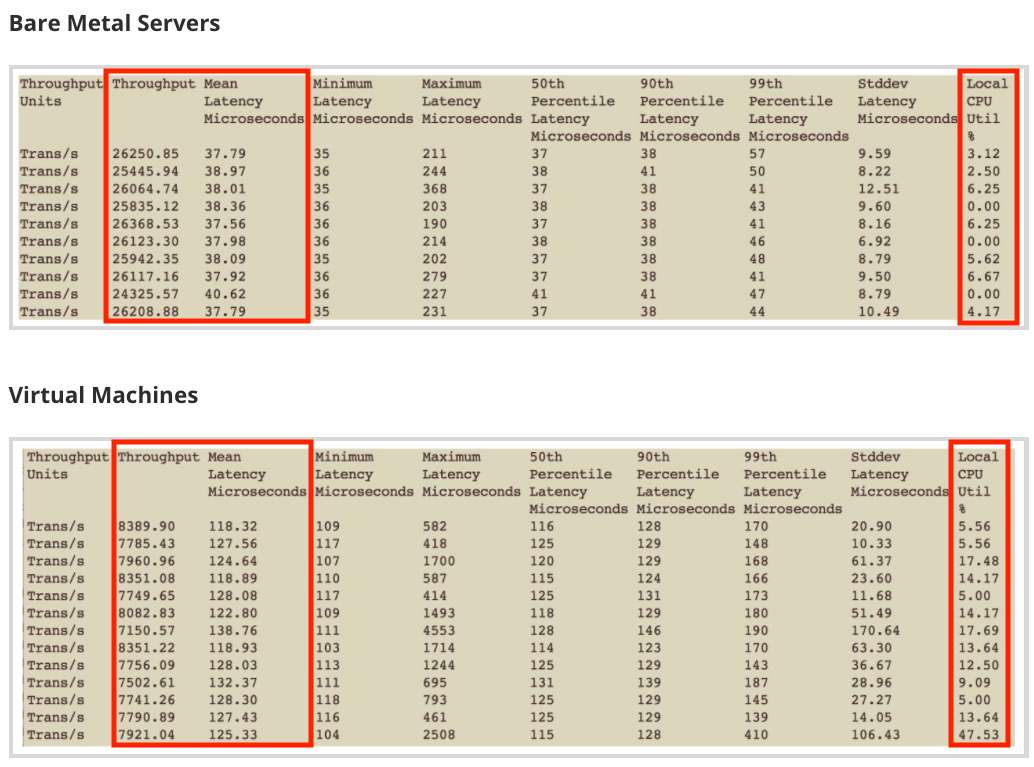 Bare Metal Servers
Throughput Throughput Mean Minimum Maximum 50th 90th 99th Stddev Local
Units Latency Latency Latency Percentile Percentile Percentile Latency CPU
Microseconds Microseconds Microseconds Latency Latency Latency Microseconds Util
Microseconds Microseconds Microseconds %
Trans/s 26250.85 37.79 35 211 37 38 57 9.59 3.12
Trans/s 25445.94 38.97 36 244 38 41 50 8.22 2.50
Trans/s 26064.74 38.01 35 368 37 38 41 12.51 6.25
Trans/s 25835.12 38.36 36 203 38 38 43 9.60 0.00
Trans/s 26368.53 37.56 36 190 37 38 41 8.16 6.25
Trans/s 26123.30 37.98 36 214 38 38 46 6.92 0.00
Trans/s 25942.35 38.09 35 202 37 38 48 8.79 5.62
Trans/s 26117.16 37.92 36 279 37 38 41 9.50 6.67
Trans/s 24325.57 40.62 36 227 41 41 47 8.79 0.00
Trans/s 26208.88 37.79 35 231 37 38 44 10.49 4.17
Virtual Machines
Throughput Throughput Mean Minimum Maximum 50th 90th 99th Stddev Local
Units Latency Latency Latency Percentile Percentile Percentile Latency CPU
Microseconds Microseconds Microseconds Latency Latency Latency Microseconds Util
Microseconds Microseconds Microseconds %
Trans/s 8389.90 118.32 109 582 116 128 170 20.90 5.56
Trans/s 7785.43 127.56 117 418 125 129 148 10.33 5.56
Trans/s 7960.96 124.64 107 1700 120 129 168 61.37 17.48
Trans/s 8351.08 118.89 110 587 115 124 166 23.60 14.17
Trans/s 7749.65 128.08 117 414 125 131 173 11.68 5.00
Trans/s 8082.83 122.80 109 1493 118 129 180 51.49 14.17
Trans/s 7150.57 138.76 111 4553 128 146 190 170.64 17.69
Trans/s 8351.22 118.93 103 1714 114 123 170 63.30 13.64
Trans/s 7756.09 128.03 113 1244 125 129 143 36.67 12.50
Trans/s 7502.61 132.37 111 695 131 139 187 28.96 9.09
Trans/s 7741.26 128.30 118 793 125 129 145 27.27 5.00
Trans/s 7790.89 127.43 116 461 125 129 139 14.05 13.64
Trans/s 7921.04 125.33 104 2508 115 128 410 106.43 47.53